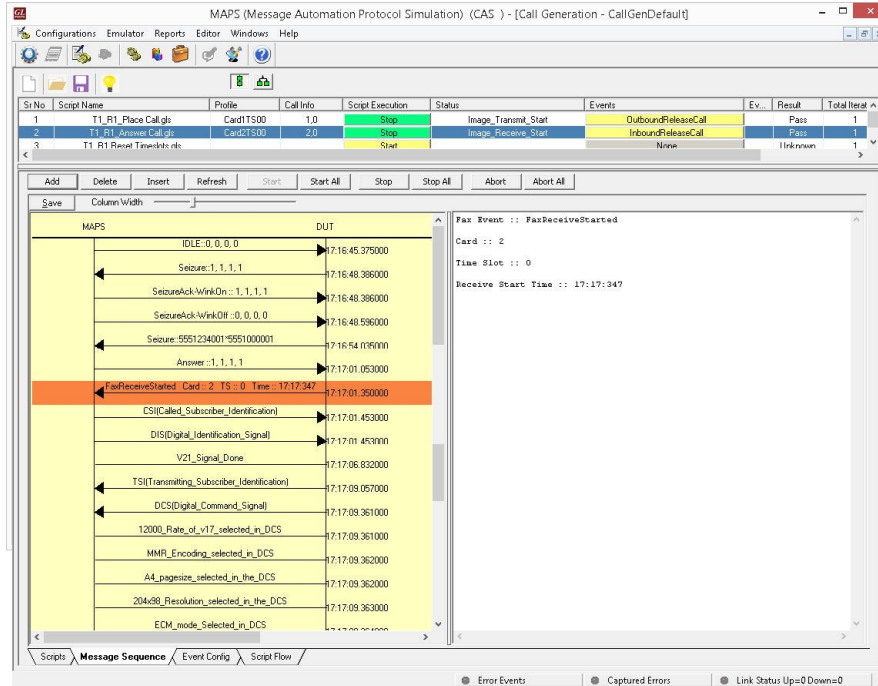 GL MAPS (Message Automation Protocol Simulation) (CAS ) - [Call Generation - CallGenDefault]
Configurations Emulator Reports Editor Windows Help
Sr No Script Name Profile Call Info Script Execution Status Events Ev... Result Total Iterat
1 T1_R1_Place Call.gls Card1TS00 1,0 Stop Image_Transmit_Start OutboundReleaseCall Pass 1
2 T1_R1_Answer Call.gls Card2TS00 2,0 Stop Image_Receive_Start InboundReleaseCall Pass 1
3 T1_R1 Reset Timeslots.gls Start None Unknown 1
Add Delete Insert Refresh Start Start All Stop Stop All Abort Abort All
Save Column Width
MAPS DUT
IDLE::0, 0, 0, 0
17:16:45.375000
Seizure::1, 1, 1, 1
17:16:48.386000
SeizureAck-WinkOn :: 1, 1, 1, 1
17:16:48.386000
SeizureAck-WinkOff ::0, 0, 0, 0
17:16:48.596000
Seizure::5551234001*5551000001
17:16:54.035000
Answer ::1, 1, 1, 1
17:17:01.053000
FaxReceiveStarted Card :: 2 TS :: 0 Time :: 17:17:347
17:17:01.350000
CSI(Called_Subscriber_Identification)
17:17:01.453000
DIS(Digital_Identification_Signal)
17:17:01.453000
V21_Signal_Done
17:17:06.832000
TSI(Transmitting_Subscriber_Identification)
17:17:09.057000
DCS(Digital_Command_Signal)
17:17:09.361000
12000_Rate_of_v17_selected_in_DCS
17:17:09.361000
MMR_Encoding_selected_in_DCS
17:17:09.362000
A4_pagesize_selected_in_the_DCS
17:17:09.362000
204x98_Resolution_selected_in_the_DCS
17:17:09.363000
ECM_mode_Selected_in_DCS
Fax Event :: FaxReceiveStarted
Card :: 2
Time Slot :: 0
Receive Start Time :: 17:17:347
Scripts Message Sequence Event Config Script Flow
Error Events Captured Errors Link Status Up=0 Down=0